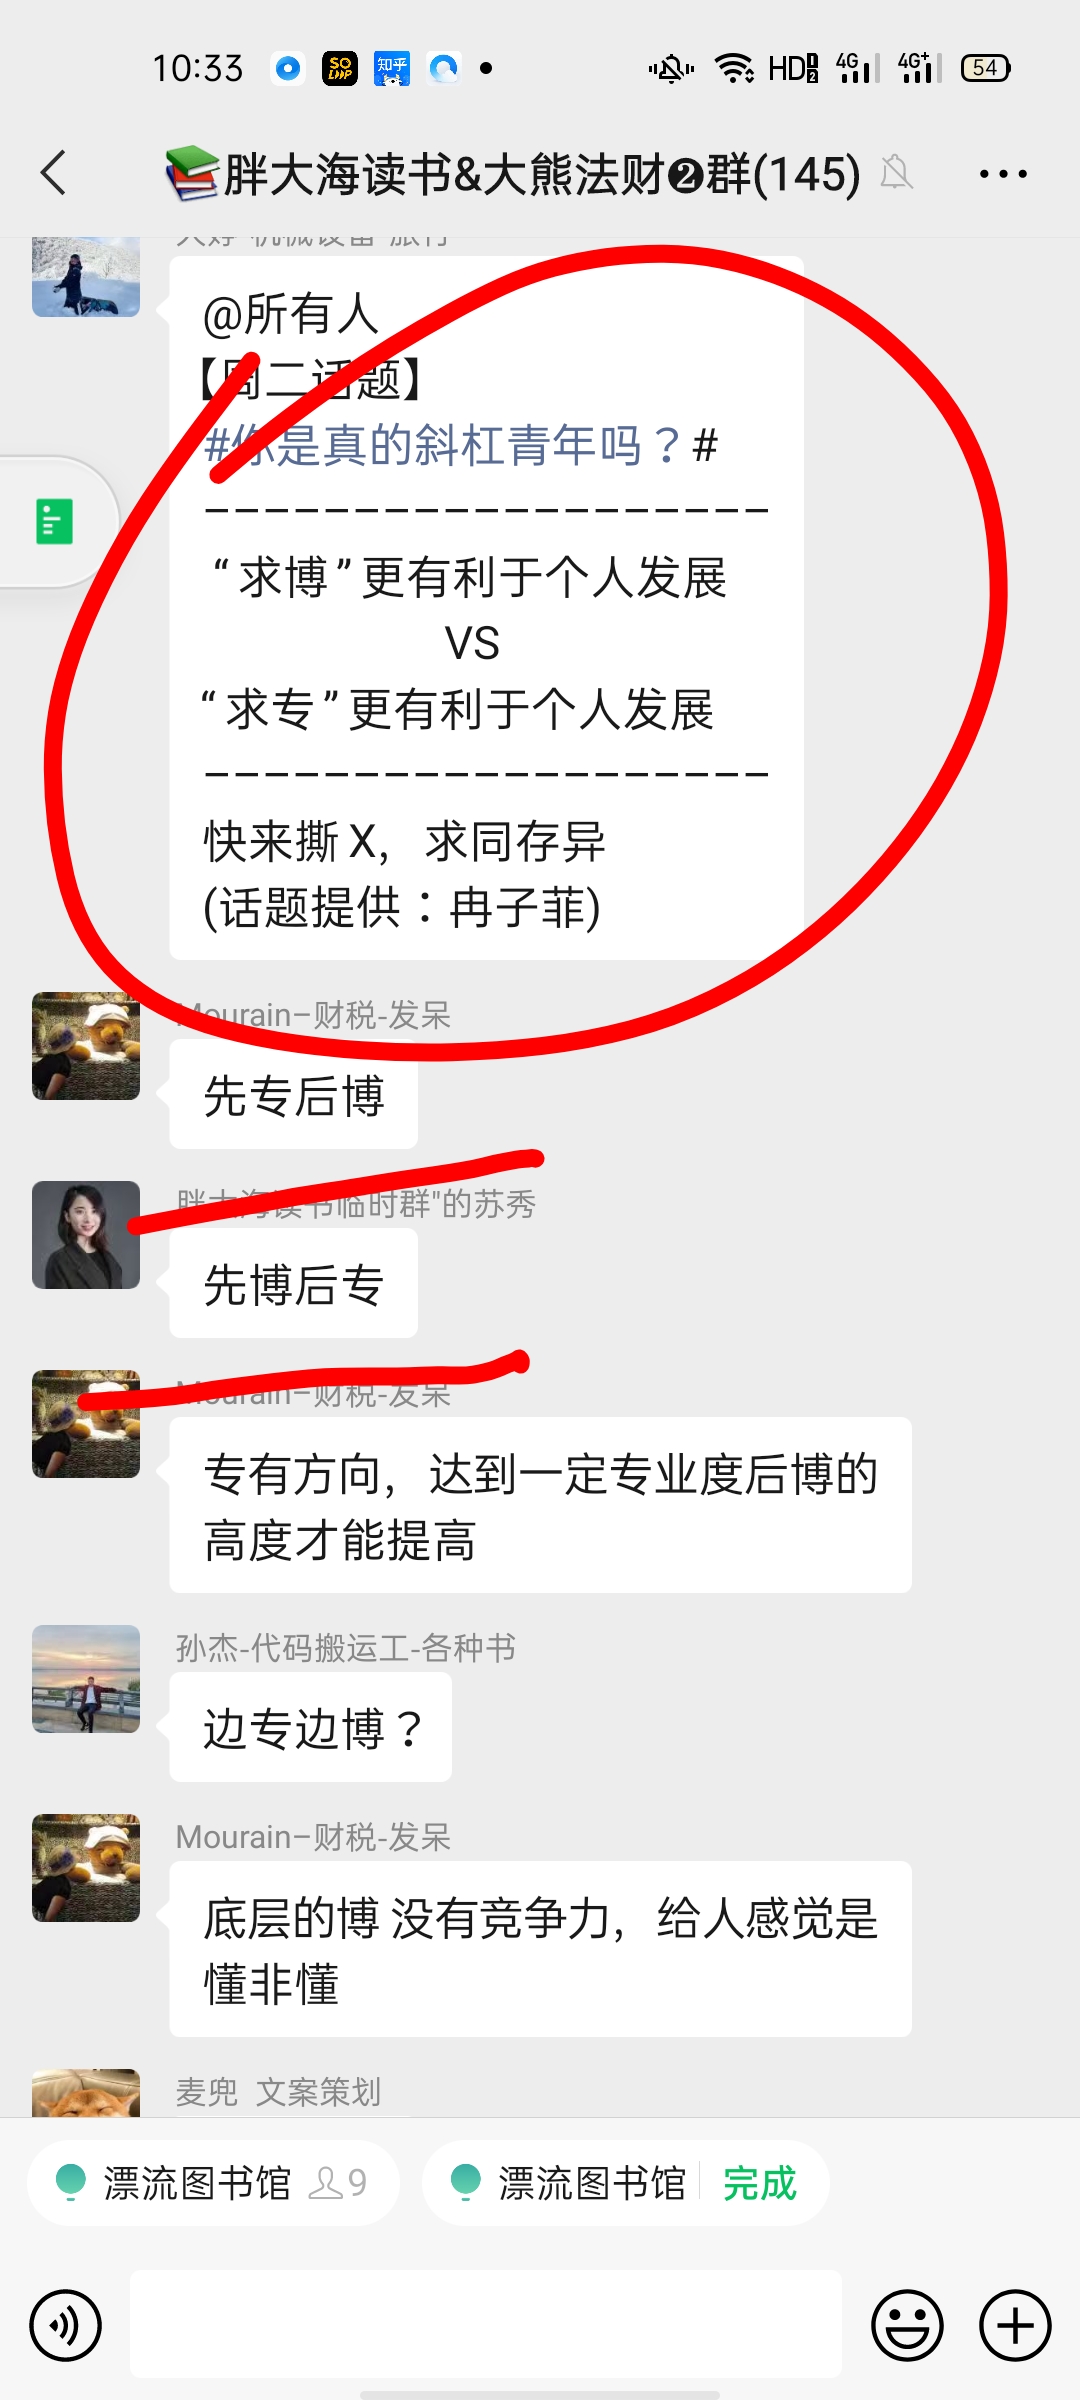 10:33
SO
LOOP
知乎
HD 1 2
4G
4G+
54
胖大海读书&大熊法财❷群(145)
@所有人
【周二话题】
#你是真的斜杠青年吗？#
-------------------
“求博”更有利于个人发展
VS
“求专”更有利于个人发展
-------------------
快来撕X，求同存异
(话题提供：冉子菲)
Mourain–财税-发呆
先专后博
胖大海读书临时群"的苏秀
先博后专
Mourain–财税-发呆
专有方向，达到一定专业度后博的
高度才能提高
孙杰-代码搬运工-各种书
边专边博？
Mourain–财税-发呆
底层的博 没有竞争力，给人感觉是
懂非懂
麦兜 文案策划
漂流图书馆 9
漂流图书馆 完成